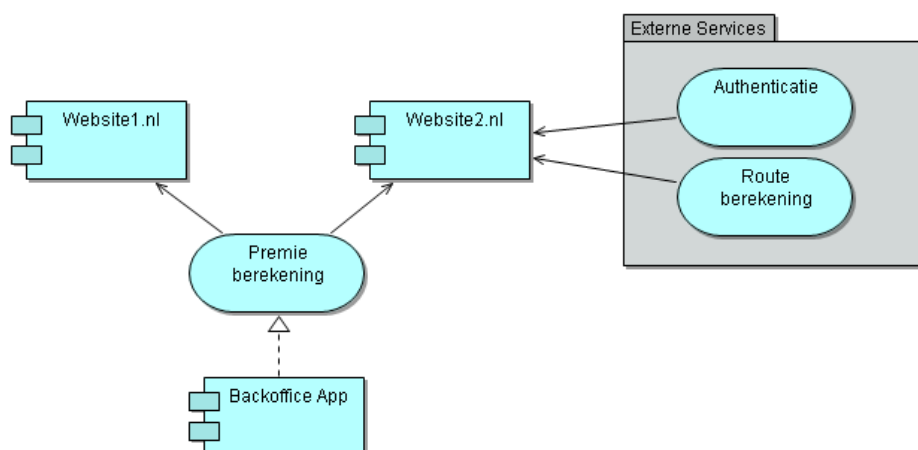 Externe Services
Authenticatie
Website1.nl
Website2.nl
Route
berekening
Premie
berekening
Backoffice App